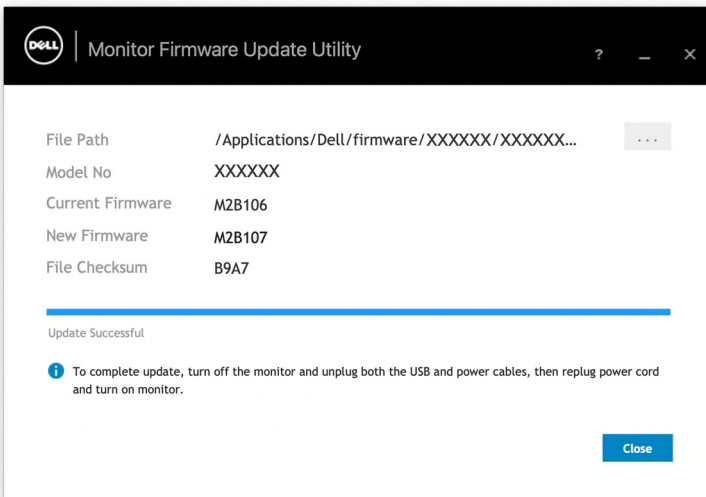 DELL Monitor Firmware Update Utility ? _ ×
File Path /Applications/Dell/firmware/XXXXXX/XXXXXX... ...
Model No XXXXXX
Current Firmware M2B106
New Firmware M2B107
File Checksum B9A7
Update Successful
i To complete update, turn off the monitor and unplug both the USB and power cables, then replug power cord
and turn on monitor.
Close